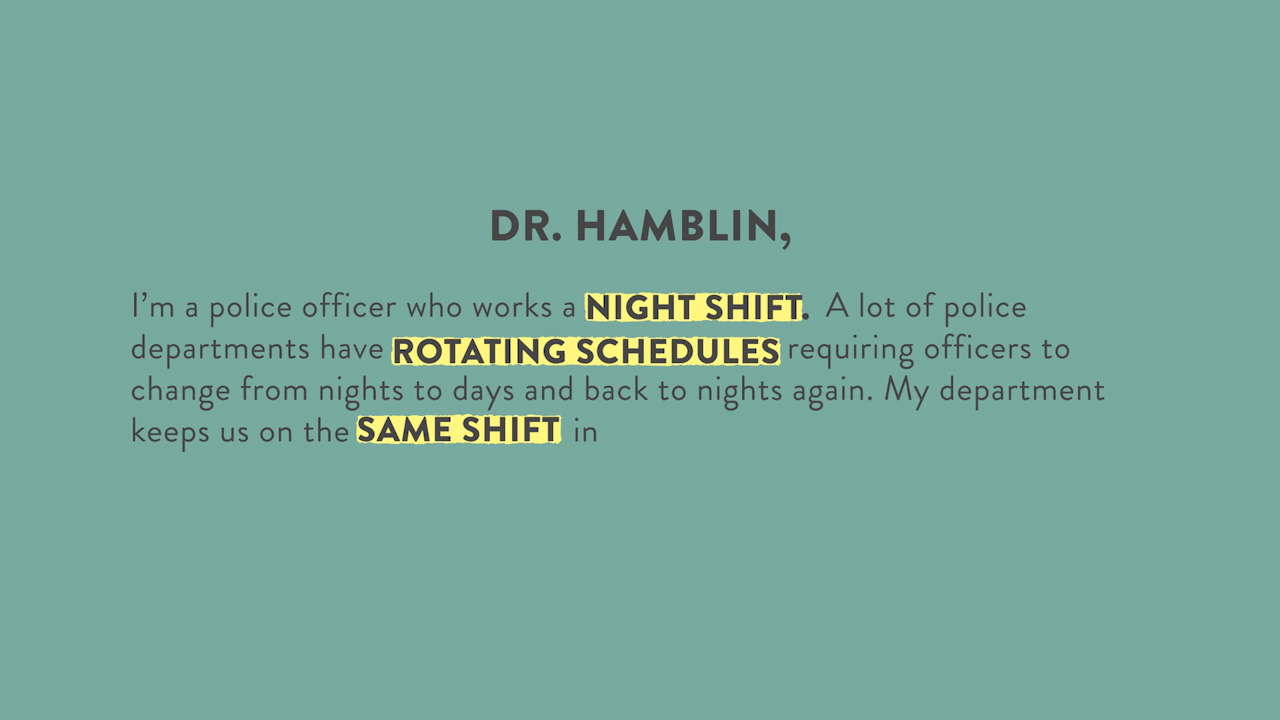 DR. HAMBLIN,
I’m a police officer who works a NIGHT SHIFT. A lot of police
departments have ROTATING SCHEDULES requiring officers to
change from nights to days and back to nights again. My department
keeps us on the SAME SHIFT in